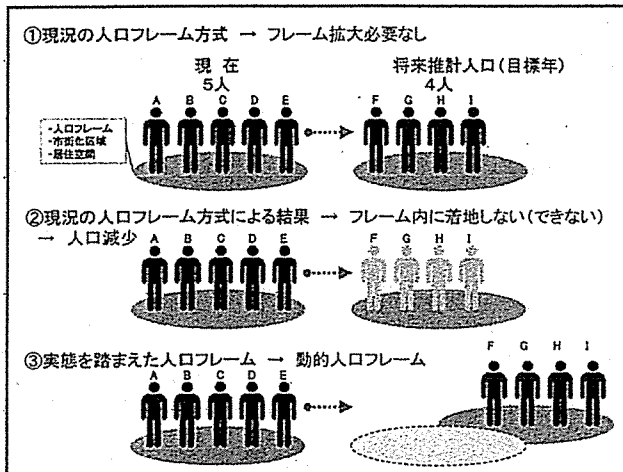 ①現況の人口フレーム方式 → フレーム拡大必要なし
現 在
5人
将来推計人口(目標年)
4人
A B C D E
F G H I
・人口フレーム
・市街化区域
・居住空間
②現況の人口フレーム方式による結果 → フレーム内に着地しない(できない)
→ 人口減少
A B C D E
F G H I
③実態を踏まえた人口フレーム → 動的人口フレーム
A B C D E
F G H I